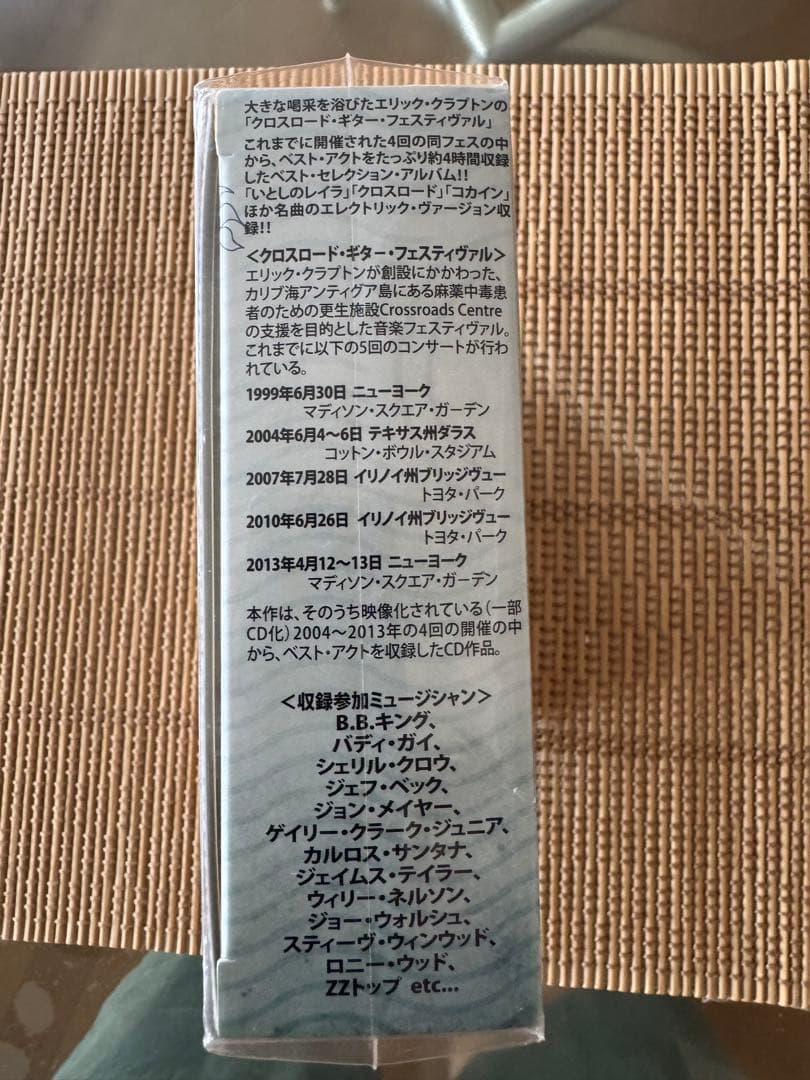 大きな喝采を浴びたエリック・クラプトンの
「クロスロード・ギター・フェスティヴァル」
これまでに開催された4回の同フェスの中
から、ベスト・アクトをたっぷり約4時間収録
したベスト・セレクション・アルバム!!
「いとしのレイラ」「クロスロード」「コカイン」
ほか名曲のエレクトリック・ヴァージョン収
録!!
＜クロスロード・ギター・フェスティヴァル＞
エリック・クラプトンが創設にかかわった、
カリブ海アンティグア島にある麻薬中毒患
者のための更生施設Crossroads Centre
の支援を目的とした音楽フェスティヴァル。
これまでに以下の5回のコンサートが行わ
れている。
1999年6月30日 ニューヨーク
マディソン・スクエア・ガーデン
2004年6月4〜6日 テキサス州ダラス
コットン・ボウル・スタジアム
2007年7月28日 イリノイ州ブリッジヴュー
トヨタ・パーク
2010年6月26日 イリノイ州ブリッジヴュー
トヨタ・パーク
2013年4月12〜13日 ニューヨーク
マディソン・スクエア・ガーデン
本作は、そのうち映像化されている（一部
CD化）2004〜2013年の4回の開催の中
から、ベスト・アクトを収録したCD作品。
＜収録参加ミュージシャン＞
B.B.キング、
バディ・ガイ、
シェリル・クロウ、
ジェフ・ベック、
ジョン・メイヤー、
ゲイリー・クラーク・ジュニア、
カルロス・サンタナ、
ジェイムス・テイラー、
ウィリー・ネルソン、
ジョー・ウォルシュ、
スティーヴ・ウィンウッド、
ロニー・ウッド、
ZZトップ etc...